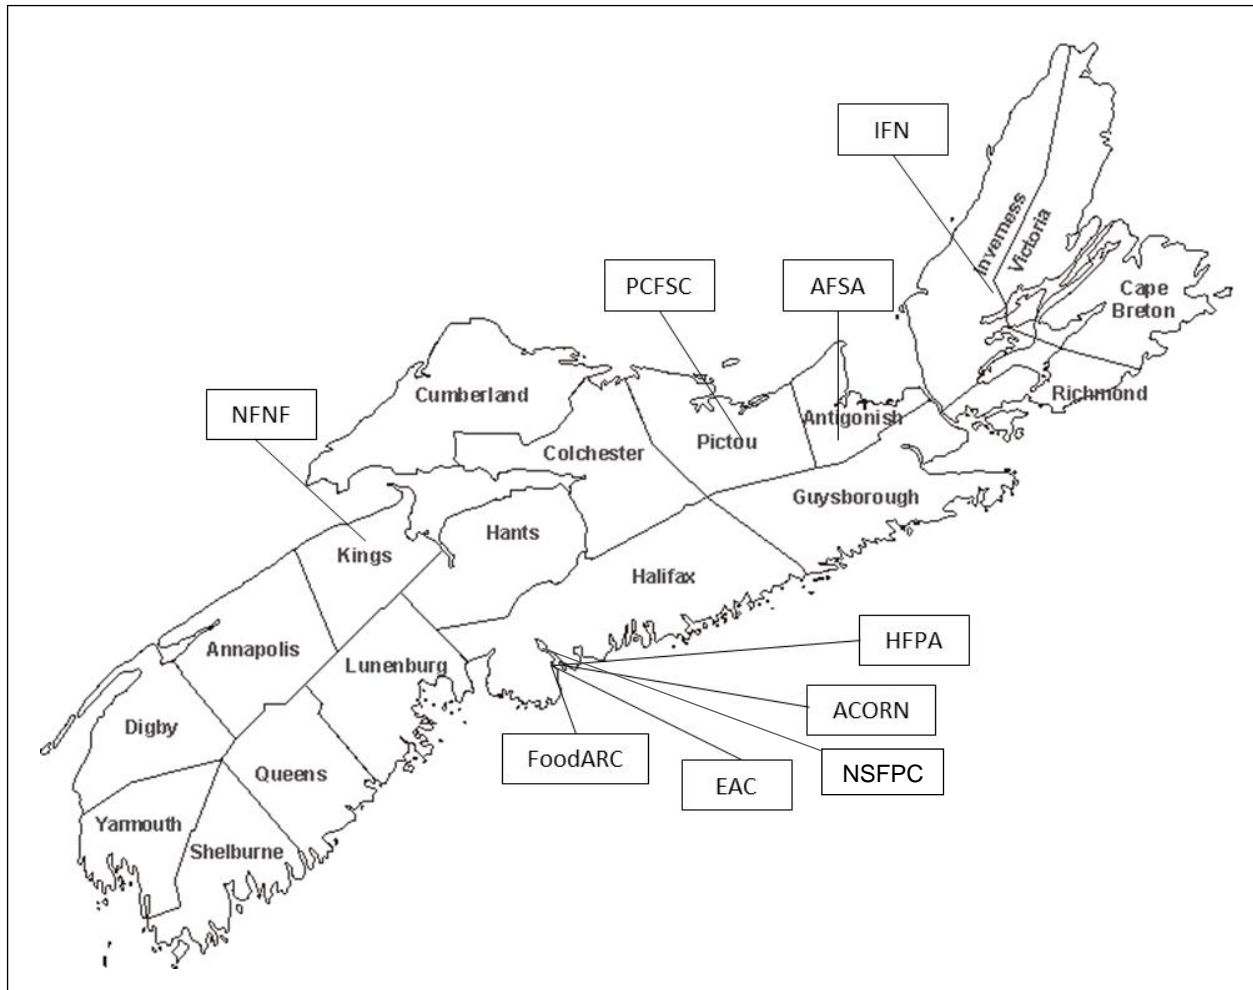 IFN
Inverness
Victoria
PCFSC
AFSA
Cape
Breton
Cumberland
Richmond
NFNF
Antigonish
Pictou
Colchester
Guysborough
Hants
Kings
Halifax
HFPA
Annapolis
Lunenburg
ACORN
Digby
FoodARC
NSFPC
Queens
EAC
Yarmouth
Shelburne